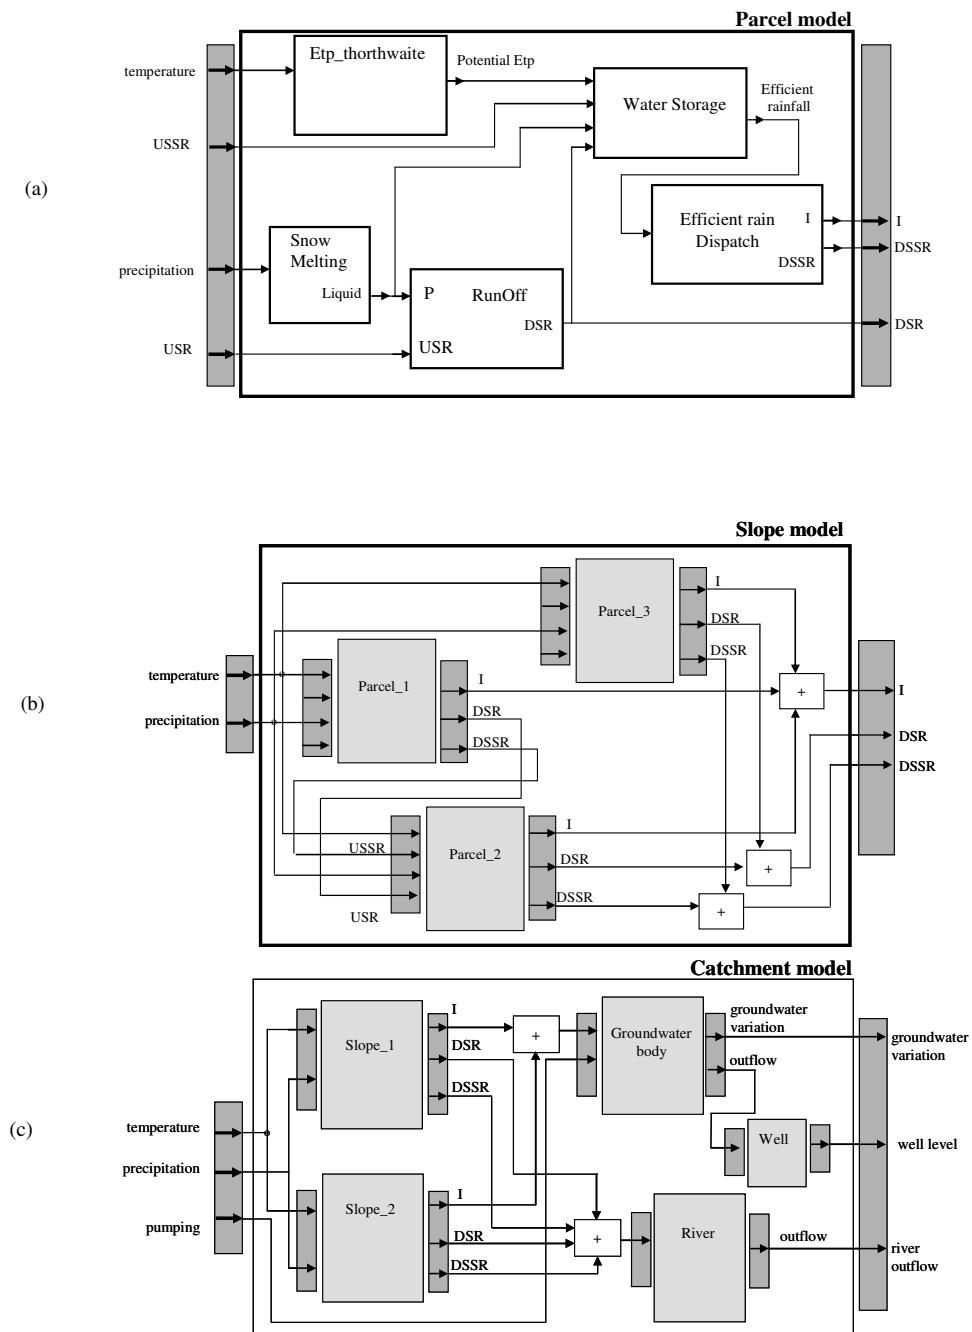 Parcel model
Etp_thorthwaite
temperature
Potential Etp
Water Storage
Efficient
rainfall
USSR
(a)
Snow
Melting
Efficient rain
Dispatch
I
I
DSSR
DSSR
precipitation
Liquid
P
RunOff
DSR
DSR
USR
USR
Slope model
Parcel_3
I
DSR
DSSR
temperature
Parcel_1
I
+
I
(b)
precipitation
DSR
DSSR
DSR
DSSR
I
USSR
Parcel_2
DSR
+
DSSR
+
USR
Catchment model
I
groundwater
variation
Slope_1
DSR
+
Groundwater
body
groundwater
variation
outflow
DSSR
(c)
temperature
Well
well level
precipitation
I
Slope_2
pumping
DSR
+
River
outflow
river
outflow
DSSR